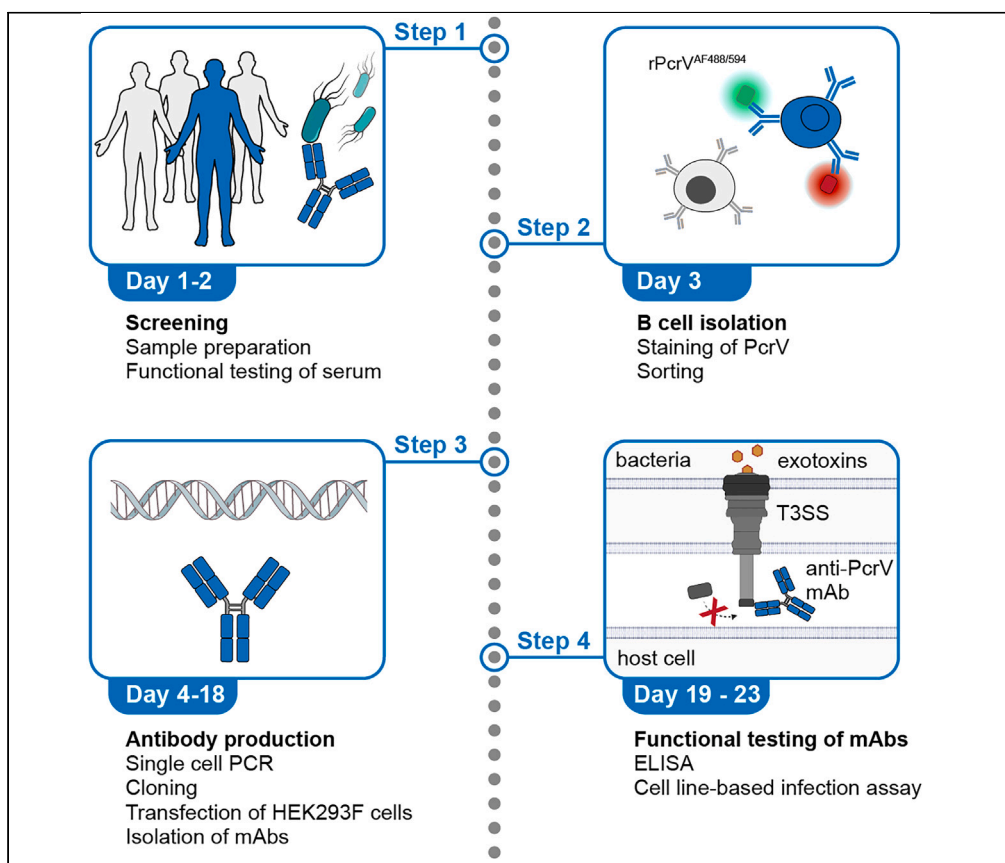 Step 1
Day 1-2
Screening
Sample preparation
Functional testing of serum
rPcrV^AF488/594
Step 2
Day 3
B cell isolation
Staining of PcrV
Sorting
Step 3
Day 4-18
Antibody production
Single cell PCR
Cloning
Transfection of HEK293F cells
Isolation of mAbs
bacteria
exotoxins
T3SS
anti-PcrV
mAb
host cell
Step 4
Day 19 - 23
Functional testing of mAbs
ELISA
Cell line-based infection assay